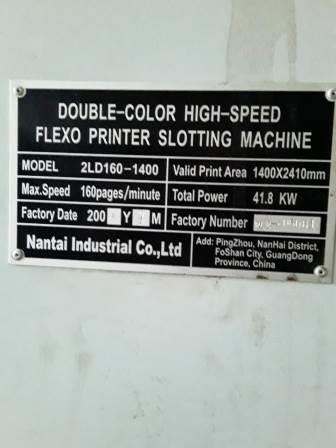 DOUBLE-COLOR HIGH-SPEED
FLEXO PRINTER SLOTTING MACHINE
MODEL 2LD160-1400 Valid Print Area 1400X2410mm
Max.Speed 160pages/minute Total Power 41.8 KW
Factory Date 200 Y M Factory Number
Nantai Industrial Co.,Ltd
Add: PingZhou, NanHai District,
FoShan City, GuangDong
Province, China